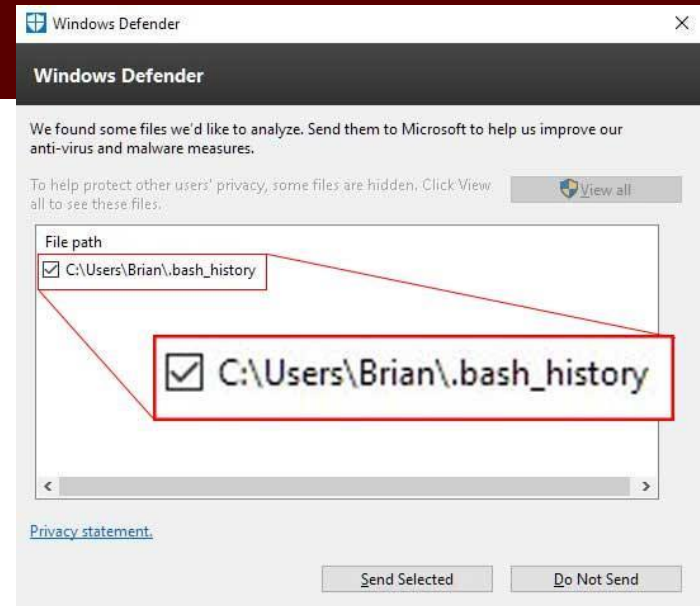 Windows Defender
Windows Defender
We found some files we'd like to analyze. Send them to Microsoft to help us improve our
anti-virus and malware measures.
To help protect other users' privacy, some files are hidden. Click View
all to see these files.
View all
File path
C:\Users\Brian\.bash_history
C:\Users\Brian\.bash_history
Privacy statement.
Send Selected
Do Not Send